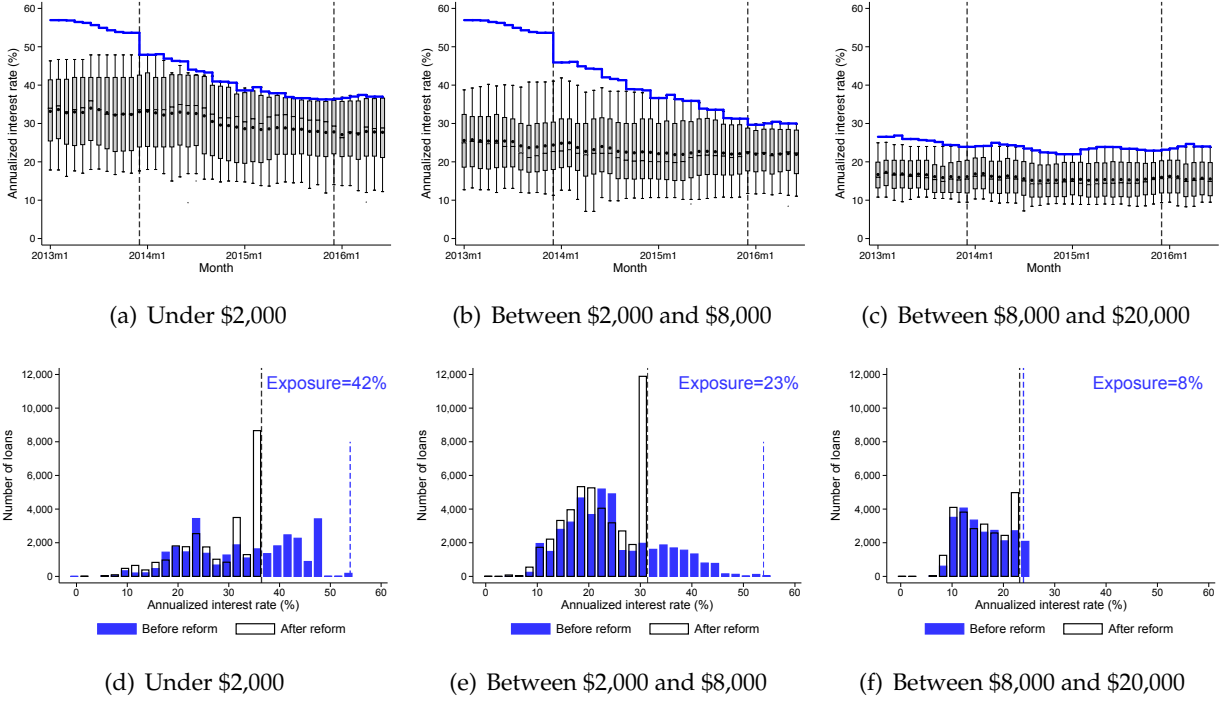 60
50
40
30
20
10
0
Annualized interest rate (%)
2013m1 2014m1 2015m1 2016m1
Month
60
50
40
30
20
10
0
Annualized interest rate (%)
2013m1 2014m1 2015m1 2016m1
Month
60
50
40
30
20
10
0
Annualized interest rate (%)
2013m1 2014m1 2015m1 2016m1
Month
(a) Under $2,000
(b) Between $2,000 and $8,000
(c) Between $8,000 and $20,000
12,000
10,000
8,000
6,000
4,000
2,000
0
Number of loans
Exposure=42%
0 10 20 30 40 50 60
Annualized interest rate (%)
Before reform After reform
12,000
10,000
8,000
6,000
4,000
2,000
0
Number of loans
Exposure=23%
0 10 20 30 40 50 60
Annualized interest rate (%)
Before reform After reform
12,000
10,000
8,000
6,000
4,000
2,000
0
Number of loans
Exposure=8%
0 10 20 30 40 50 60
Annualized interest rate (%)
Before reform After reform
(d) Under $2,000
(e) Between $2,000 and $8,000
(f) Between $8,000 and $20,000